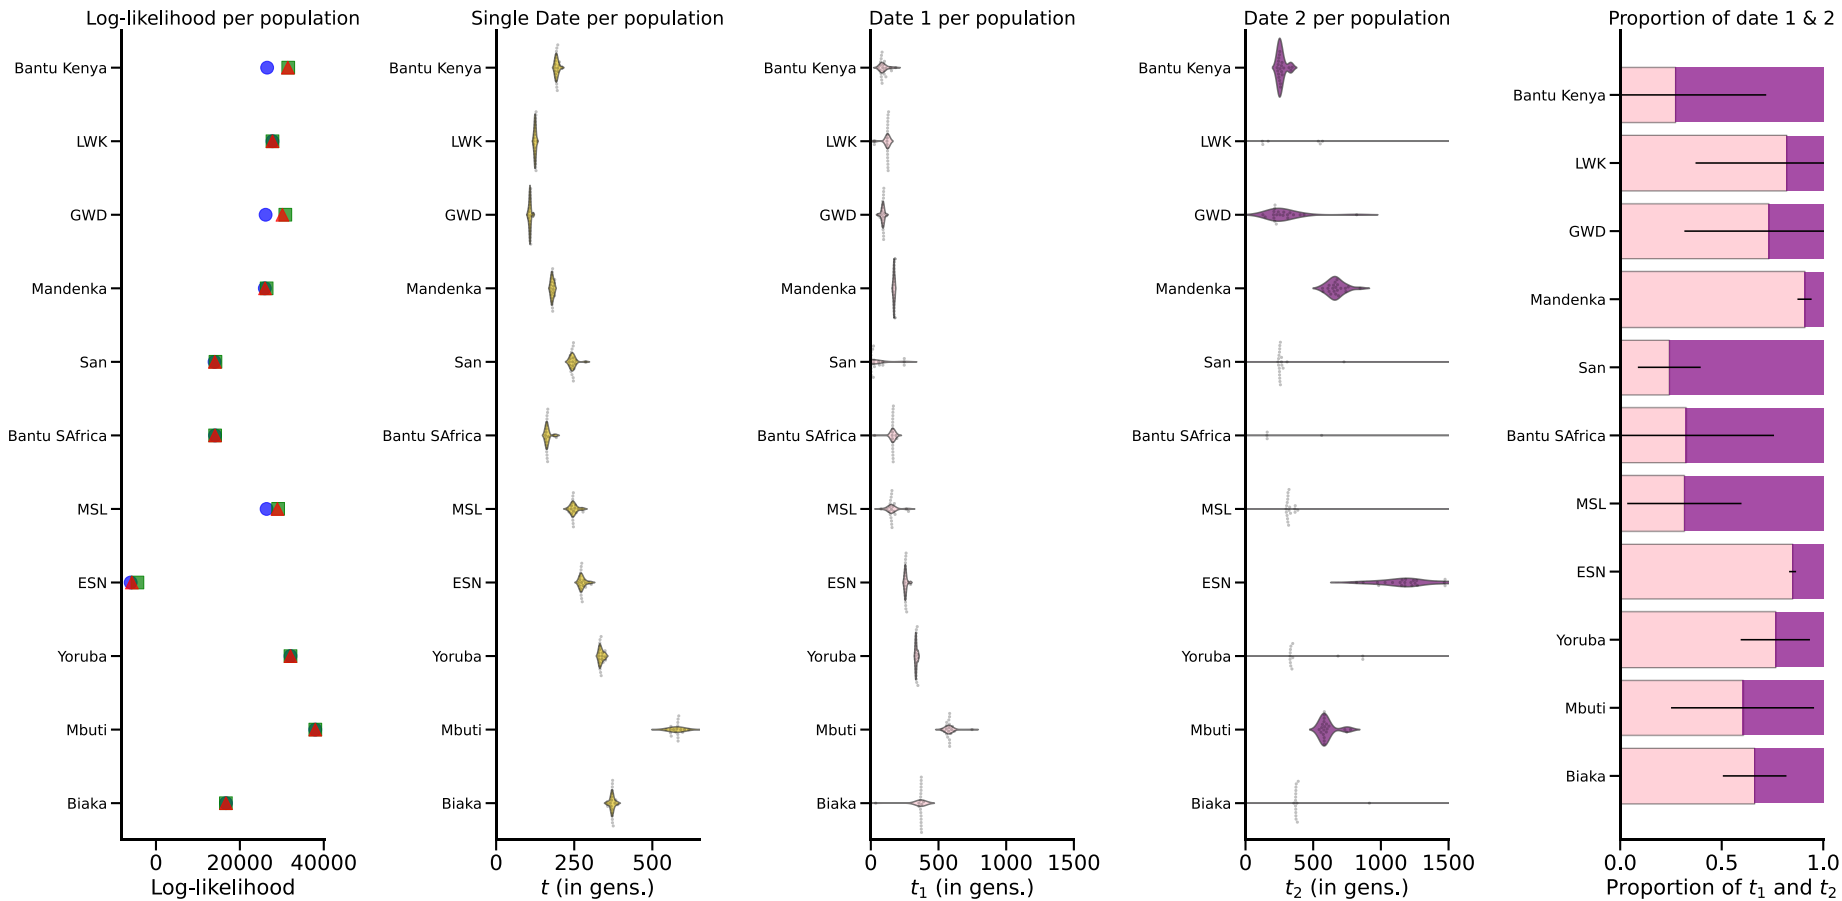 Log-likelihood per population
Bantu Kenya
LWK
GWD
Mandenka
San
Bantu SAfrica
MSL
ESN
Yoruba
Mbuti
Biaka
0 20000 40000
Log-likelihood
Single Date per population
Bantu Kenya
LWK
GWD
Mandenka
San
Bantu SAfrica
MSL
ESN
Yoruba
Mbuti
Biaka
0 250 500
t (in gens.)
Date 1 per population
Bantu Kenya
LWK
GWD
Mandenka
San
Bantu SAfrica
MSL
ESN
Yoruba
Mbuti
Biaka
0 500 1000 1500
t₁ (in gens.)
Date 2 per population
Bantu Kenya
LWK
GWD
Mandenka
San
Bantu SAfrica
MSL
ESN
Yoruba
Mbuti
Biaka
0 500 1000 1500
t₂ (in gens.)
Proportion of date 1 & 2
Bantu Kenya
LWK
GWD
Mandenka
San
Bantu SAfrica
MSL
ESN
Yoruba
Mbuti
Biaka
0.0 0.5 1.0
Proportion of t₁ and t₂